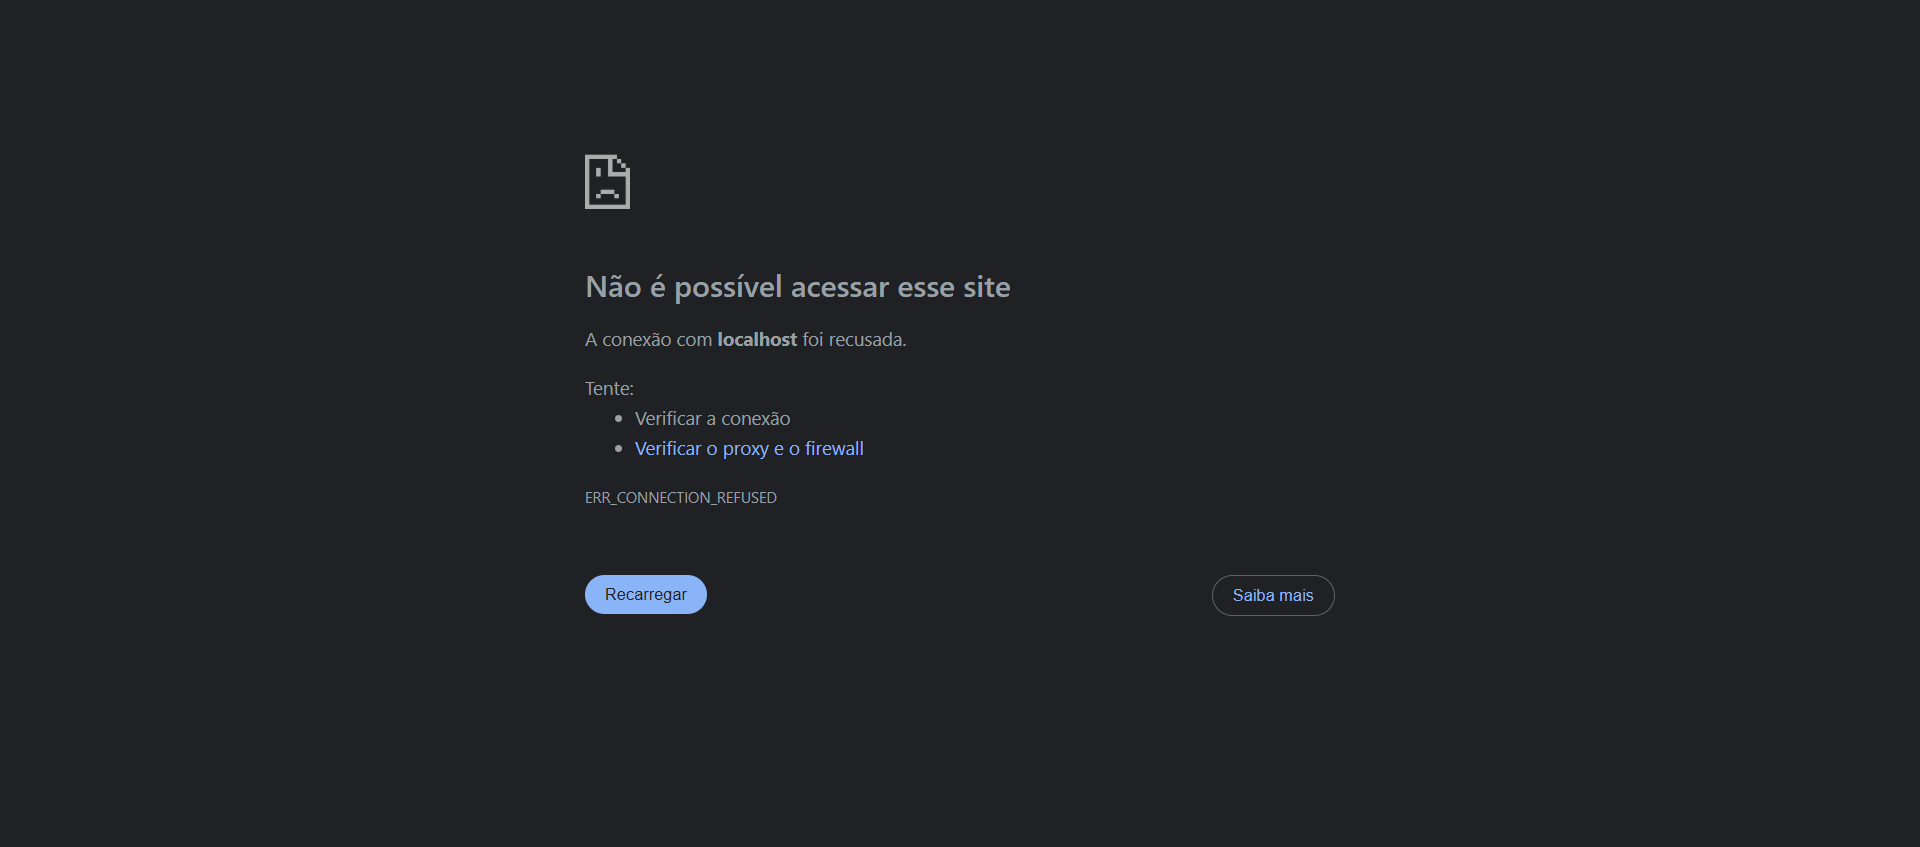 Não é possível acessar esse site
A conexão com localhost foi recusada.
Tente:
Verificar a conexão
Verificar o proxy e o firewall
ERR_CONNECTION_REFUSED
Recarregar
Saiba mais